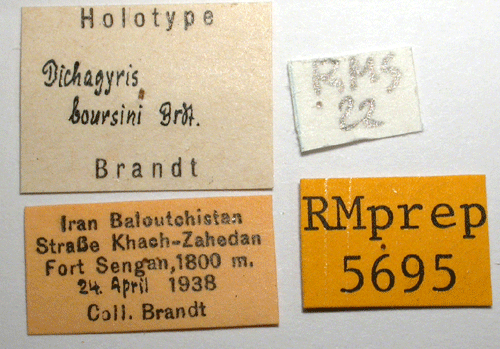 Holotype
Dichagyris
boursini Brdt.
Brandt
Iran Baloutchistan
Straße Khach-Zahedan
Fort Sengan, 1800 m.
24. April 1938
Coll. Brandt
RMS
22
RMprep
5695